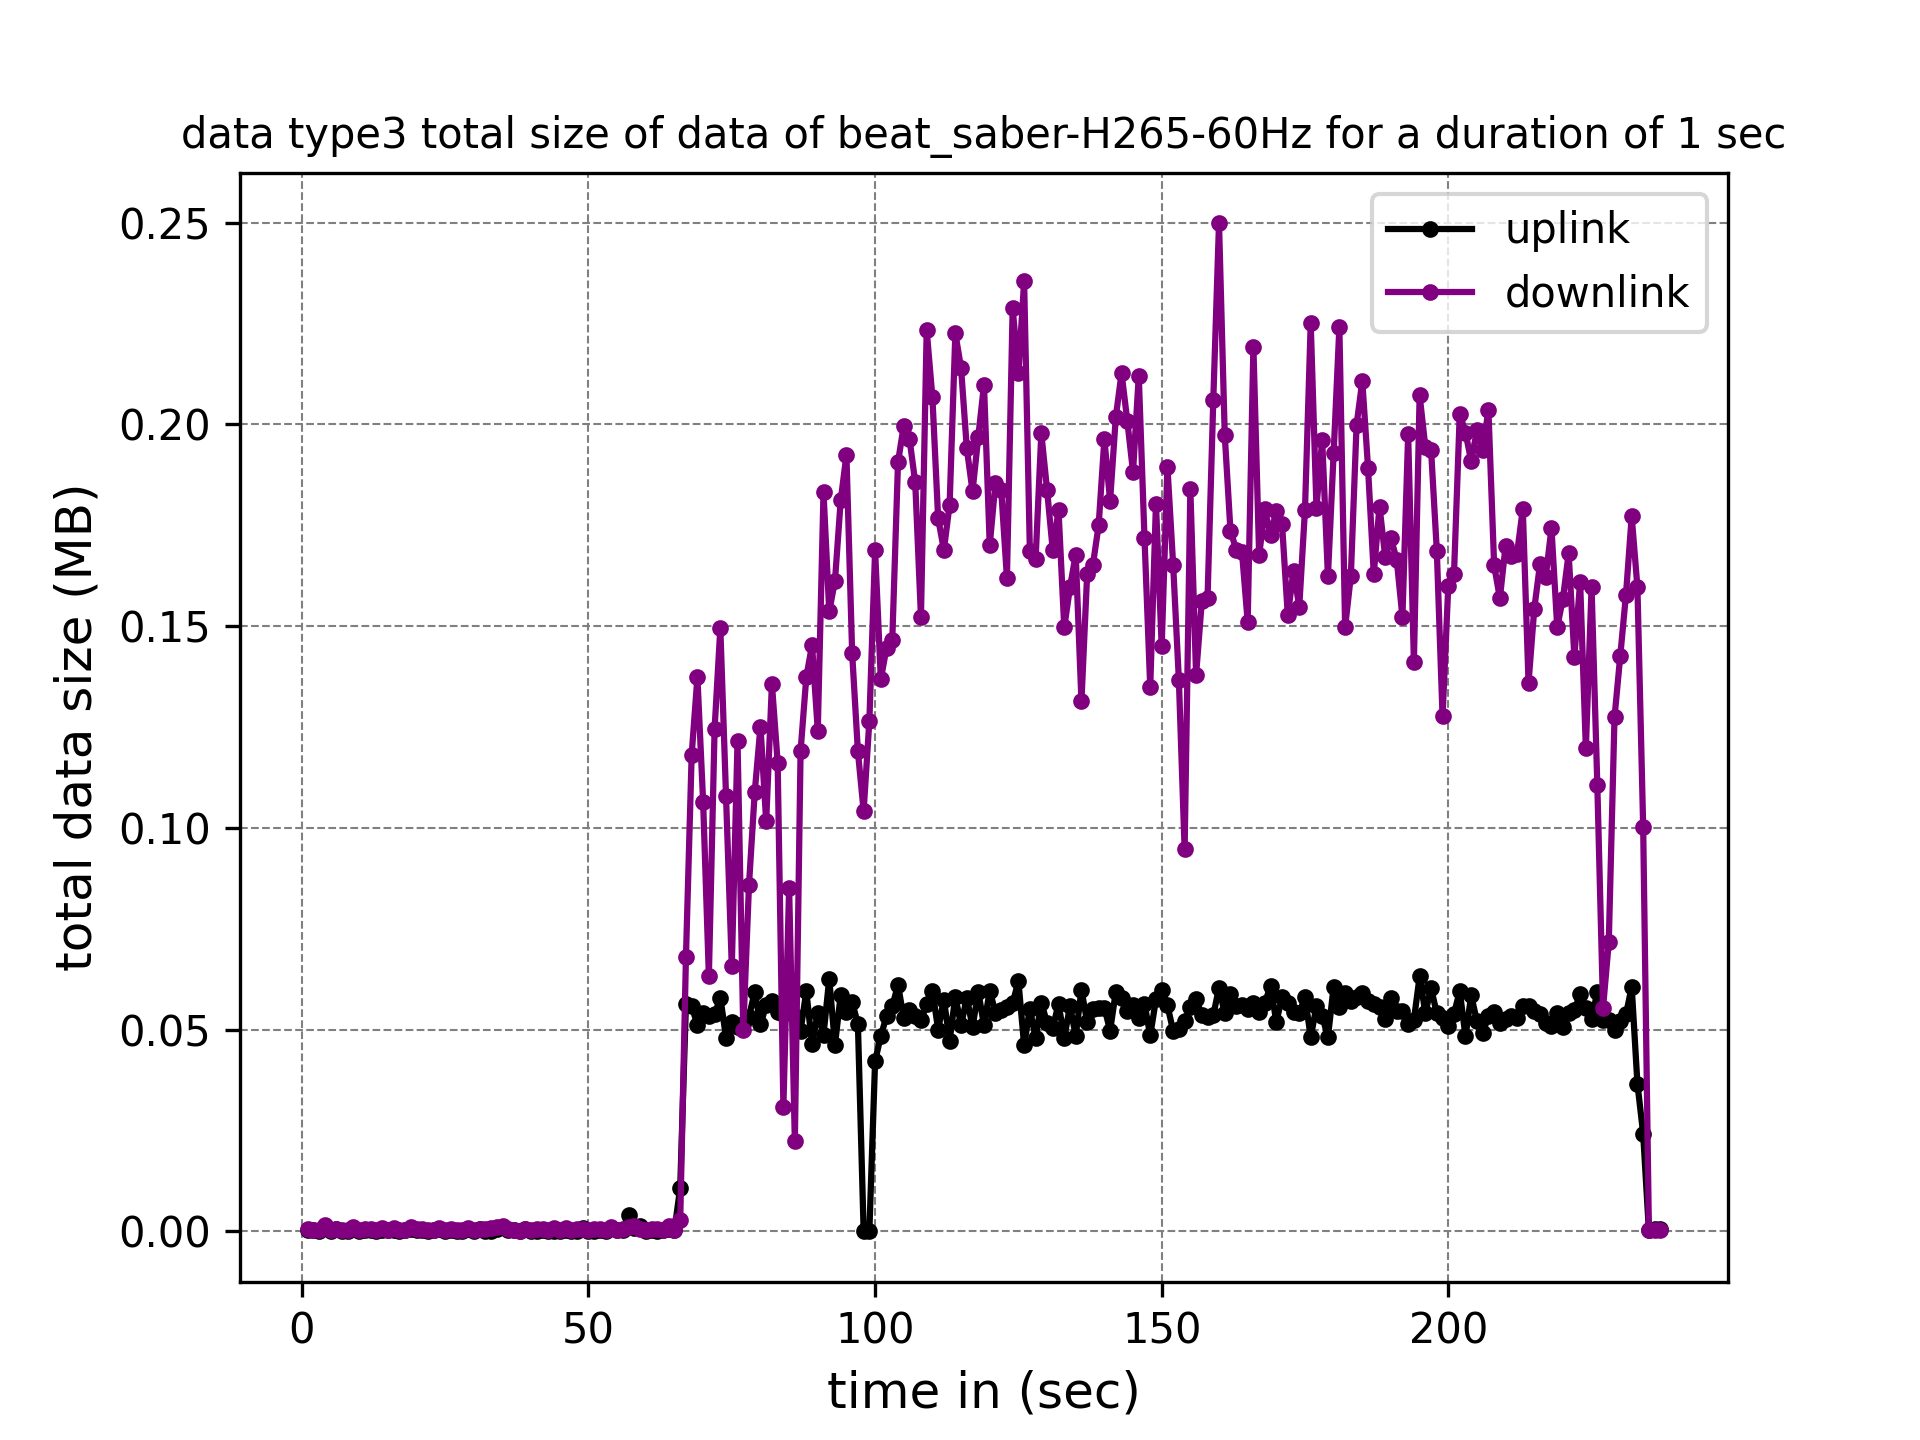 data type3 total size of data of beat_saber-H265-60Hz for a duration of 1 sec
uplink
downlink
total data size (MB)
0.25
0.20
0.15
0.10
0.05
0.00
0 50 100 150 200
time in (sec)